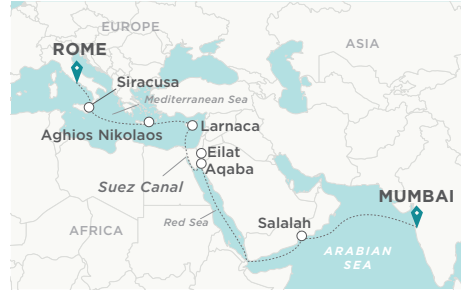 EUROPE
ROME
ASIA
Siracusa
Mediterranean Sea
Aghios Nikolaos
Larnaca
Eilat
Aqaba
Suez Canal
MUMBAI
Red Sea
Salalah
AFRICA
ARABIAN
SEA